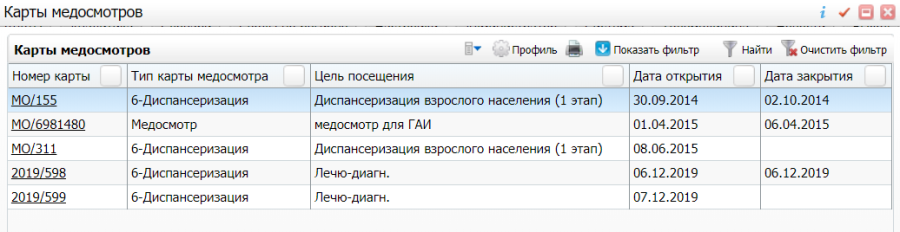 Карты медосмотров
Карты медосмотров Профиль Показать фильтр Найти Очистить фильтр
Номер карты Тип карты медосмотра Цель посещения Дата открытия Дата закрытия
МО/155 6-Диспансеризация Диспансеризация взрослого населения (1 этап) 30.09.2014 02.10.2014
МО/6981480 Медосмотр медосмотр для ГАИ 01.04.2015 06.04.2015
МО/311 6-Диспансеризация Диспансеризация взрослого населения (1 этап) 08.06.2015
2019/598 6-Диспансеризация Лечю-диагн. 06.12.2019 06.12.2019
2019/599 6-Диспансеризация Лечю-диагн. 07.12.2019